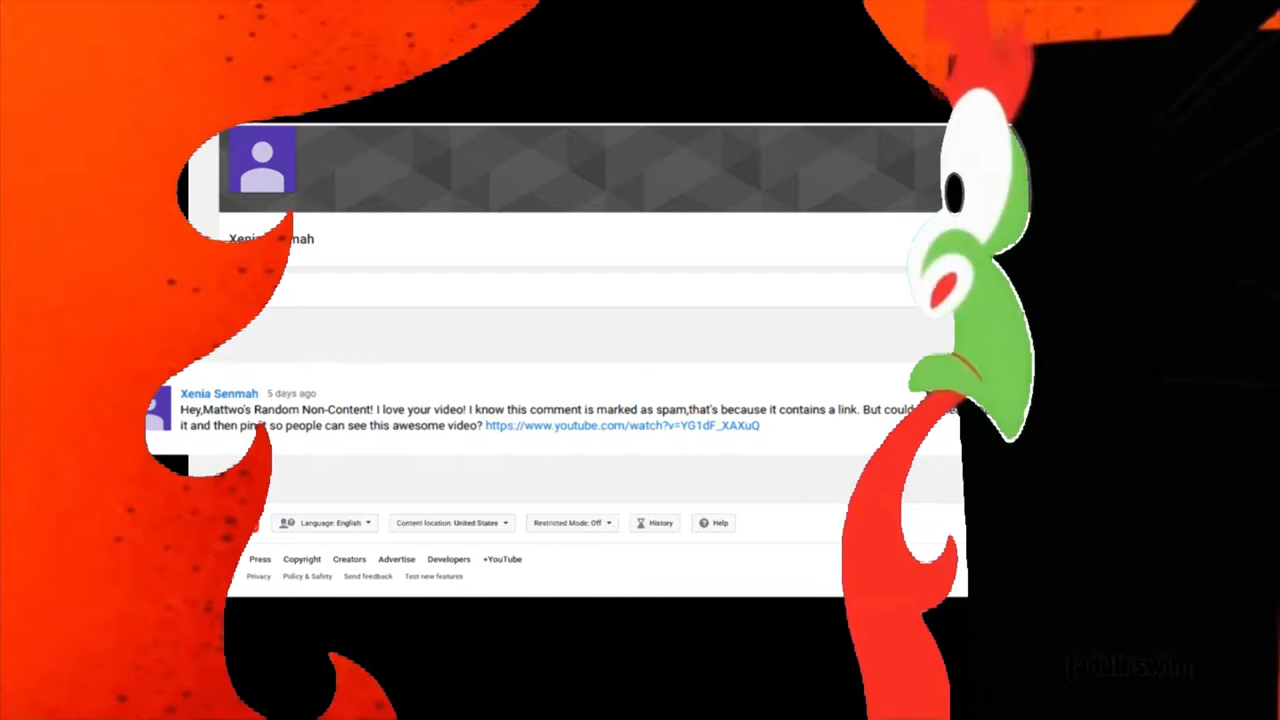 Xenia Senmah 5 days ago
Hey,Mattwo's Random Non-Content! I love your video! I know this comment is marked as spam,that's because it contains a link. But could
it and then pin it so people can see this awesome video? https://www.youtube.com/watch?v=YG1dF_XAXuQ
Language: English Content location: United States Restricted Mode: Off History Help
Press Copyright Creators Advertise Developers +YouTube
Privacy Policy & Safety Send feedback Test new features
[adult swim]